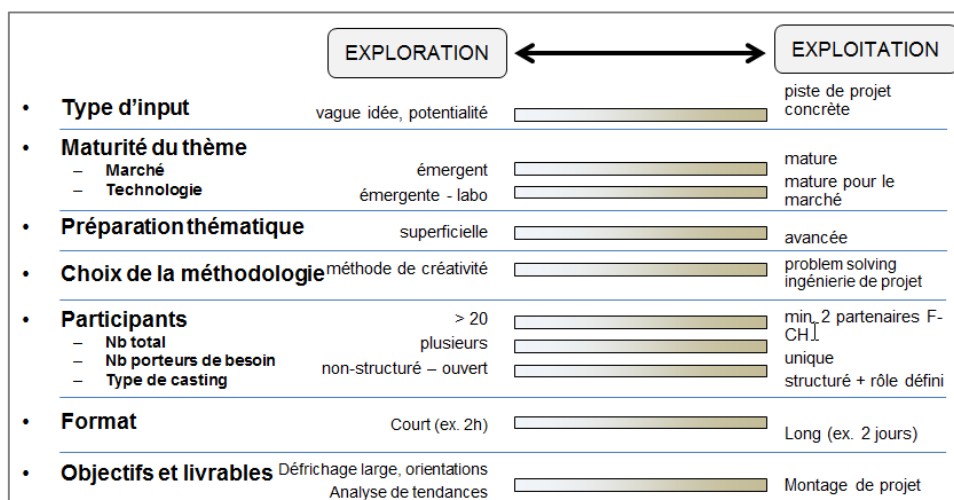 EXPLORATION
EXPLOITATION
• Type d'input
vague idée, potentialité
piste de projet
concrète
• Maturité du thème
– Marché
émergent
mature
– Technologie
émergente - labo
mature pour le
marché
• Préparation thématique
superficielle
avancée
• Choix de la méthodologie
méthode de créativité
problem solving
ingénierie de projet
• Participants
– Nb total
> 20
min. 2 partenaires F-
CH
– Nb porteurs de besoin
plusieurs
unique
– Type de casting
non-structuré – ouvert
structuré + rôle défini
• Format
Court (ex. 2h)
Long (ex. 2 jours)
• Objectifs et livrables
Défrichage large, orientations
Analyse de tendances
Montage de projet